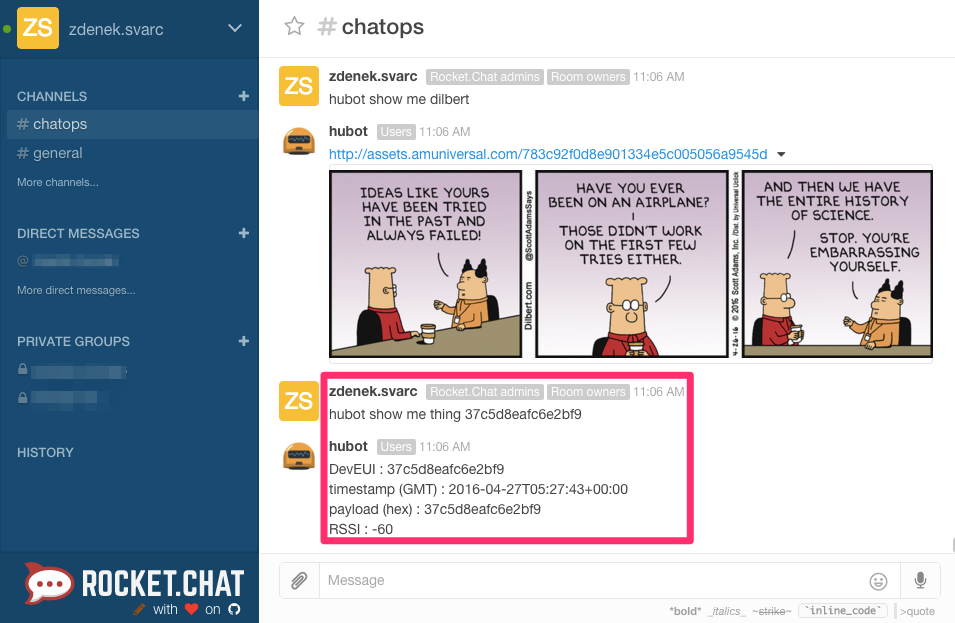 ZS zdenek.svarc
CHANNELS +
# chatops
# general
More channels...
DIRECT MESSAGES +
@
More direct messages...
PRIVATE GROUPS +
HISTORY
ROCKET.CHAT
with ❤ on
# chatops
ZS
zdenek.svarc Rocket.Chat admins Room owners 11:06 AM
hubot show me dilbert
hubot Users 11:06 AM
http://assets.amuniversal.com/783c92f0d8e901334e5c005056a9545d
IDEAS LIKE YOURS
HAVE BEEN TRIED
IN THE PAST AND
ALWAYS FAILED!
Dilbert.com @ScottAdamsSays
HAVE YOU EVER
BEEN ON AN AIRPLANE?
THOSE DIDN'T WORK
ON THE FIRST FEW
TRIES EITHER.
4-26-16 © 2016 Scott Adams, Inc. /Dist. by Universal Uclick
AND THEN WE HAVE
THE ENTIRE HISTORY
OF SCIENCE.
STOP. YOU'RE
EMBARRASSING
YOURSELF.
ZS
zdenek.svarc Rocket.Chat admins Room owners 11:06 AM
hubot show me thing 37c5d8eafc6e2bf9
hubot Users 11:06 AM
DevEUI : 37c5d8eafc6e2bf9
timestamp (GMT) : 2016-04-27T05:27:43+00:00
payload (hex) : 37c5d8eafc6e2bf9
RSSI : -60
Message
*bold* _italics_ ~strike~ `inline_code` >quote